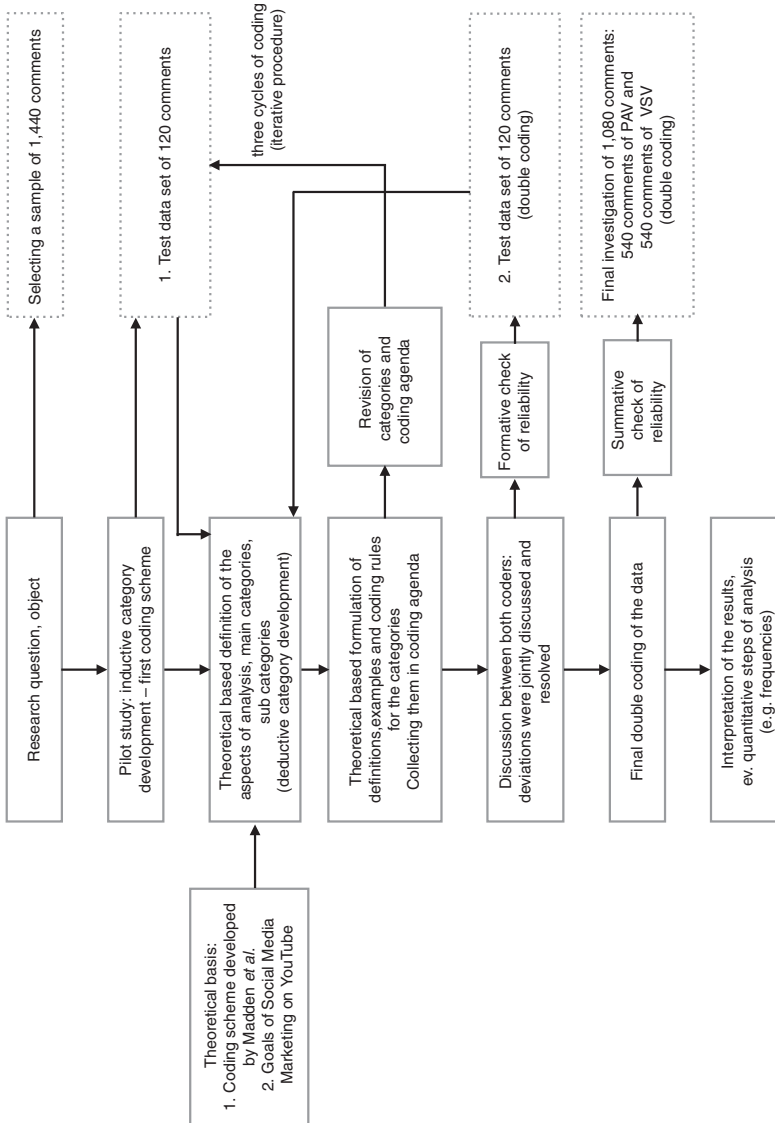 Research question, object
Selecting a sample of 1,440 comments
Pilot study: inductive category
development – first coding scheme
1. Test data set of 120 comments
Theoretical basis:
1. Coding scheme developed
by Madden et al.
2. Goals of Social Media
Marketing on YouTube
Theoretical based definition of the
aspects of analysis, main categories,
sub categories
(deductive category development)
three cycles of coding
(iterative procedure)
Theoretical based formulation of
definitions,examples and coding rules
for the categories
Collecting them in coding agenda
Revision of
categories and
coding agenda
Discussion between both coders:
deviations were jointly discussed and
resolved
Formative check
of reliability
2. Test data set of 120 comments
(double coding)
Final double coding of the data
Summative
check of
reliability
Final investigation of 1,080 comments:
540 comments of PAV and
540 comments of VSV
(double coding)
Interpretation of the results,
ev. quantitative steps of analysis
(e.g. frequencies)